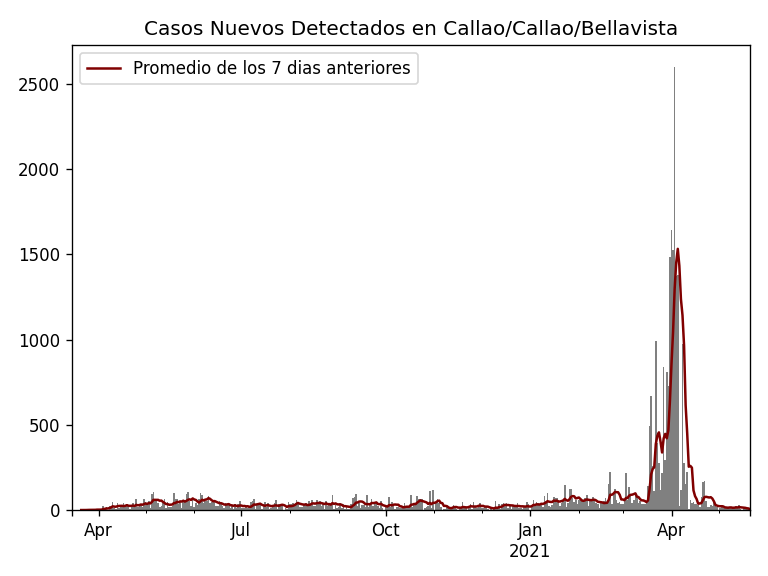 Casos Nuevos Detectados en Callao/Callao/Bellavista
Promedio de los 7 dias anteriores
2500
2000
1500
1000
500
0
Apr Jul Oct Jan Apr
2021